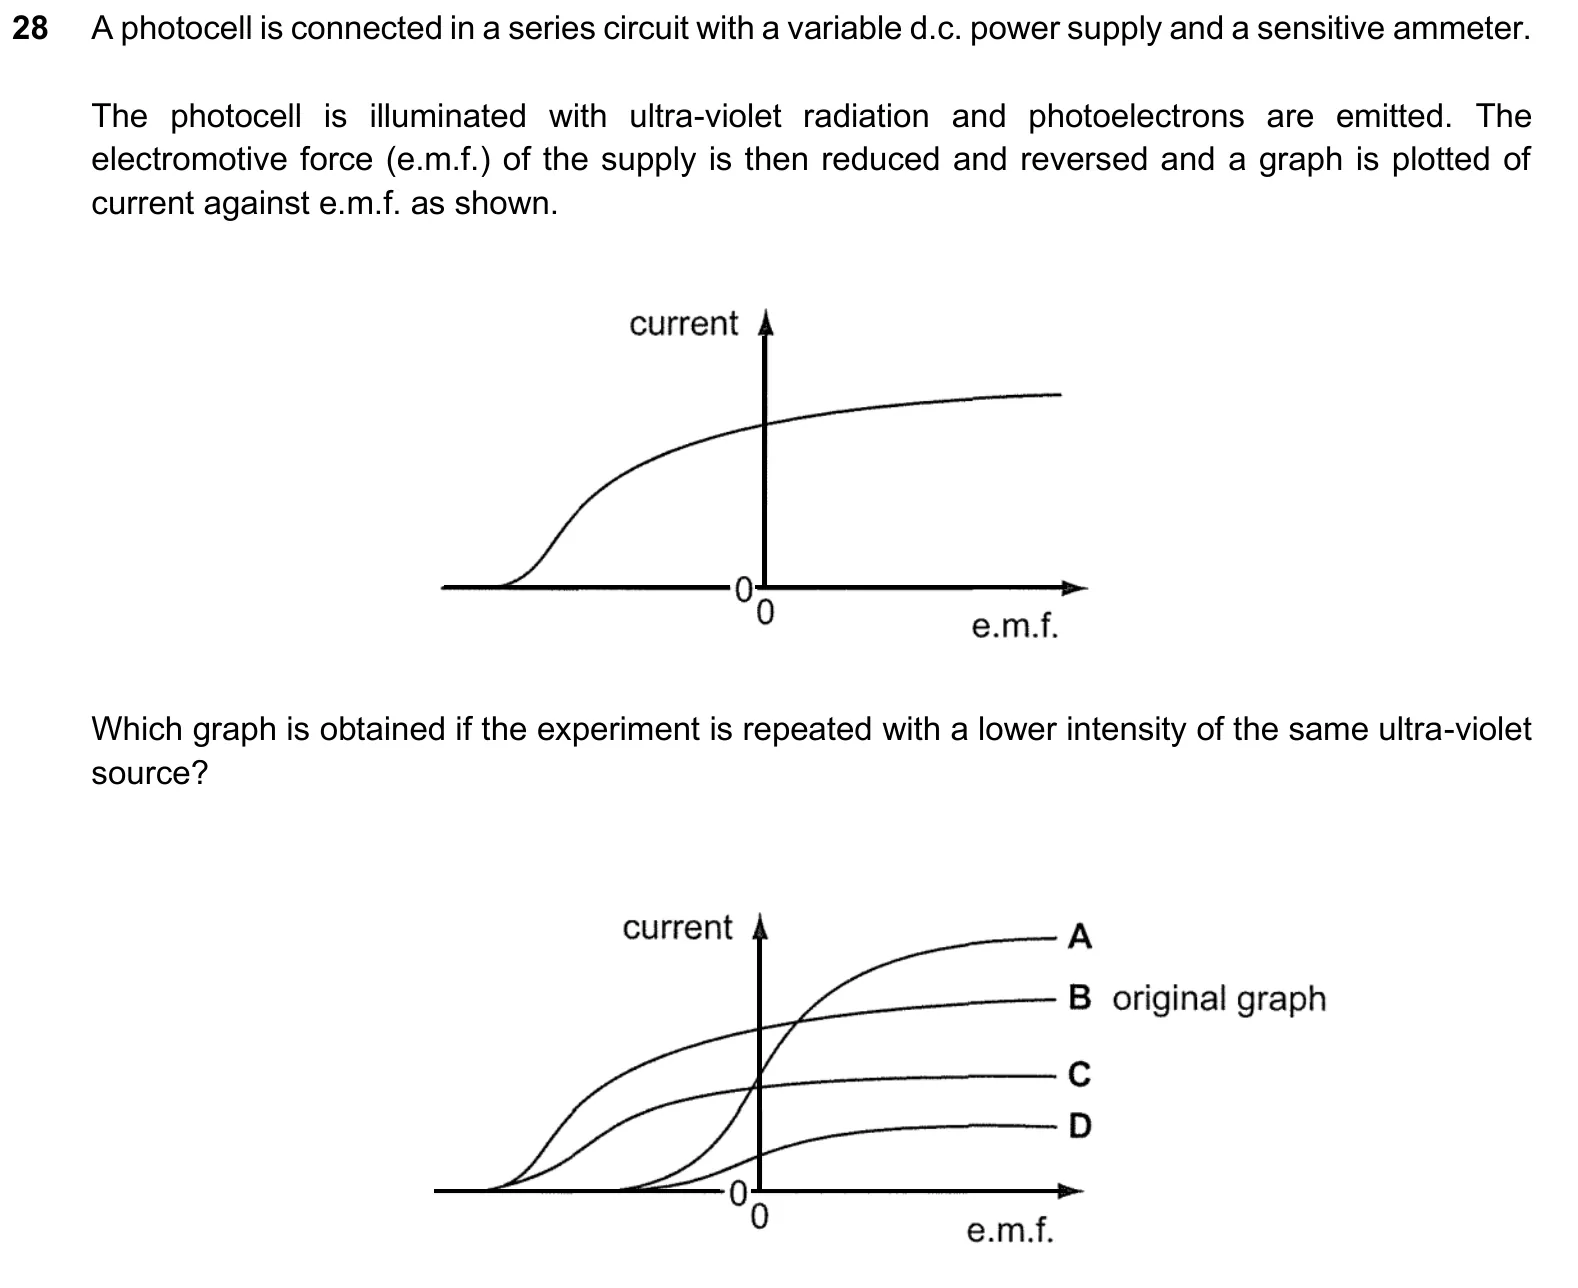 28 A photocell is connected in a series circuit with a variable d.c. power supply and a sensitive ammeter.
The photocell is illuminated with ultra-violet radiation and photoelectrons are emitted. The
electromotive force (e.m.f.) of the supply is then reduced and reversed and a graph is plotted of
current against e.m.f. as shown.
current
0
0
e.m.f.
Which graph is obtained if the experiment is repeated with a lower intensity of the same ultra-violet
source?
current
A
B original graph
C
D
0
0
e.m.f.